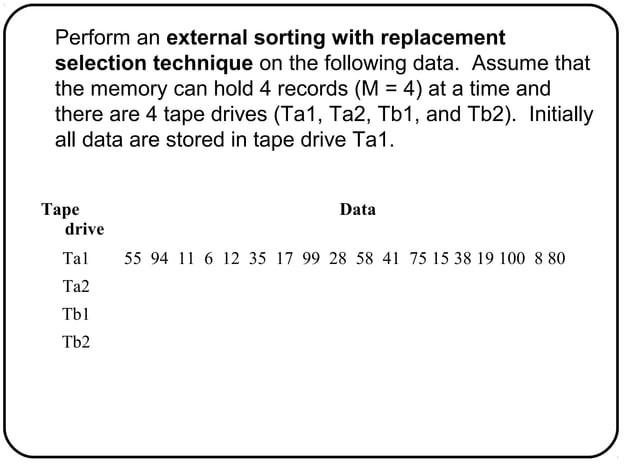 Perform an external sorting with replacement
selection technique on the following data. Assume that
the memory can hold 4 records (M = 4) at a time and
there are 4 tape drives (Ta1, Ta2, Tb1, and Tb2). Initially
all data are stored in tape drive Ta1.
Tape Data
drive
Ta1 55 94 11 6 12 35 17 99 28 58 41 75 15 38 19 100 8 80
Ta2
Tb1
Tb2